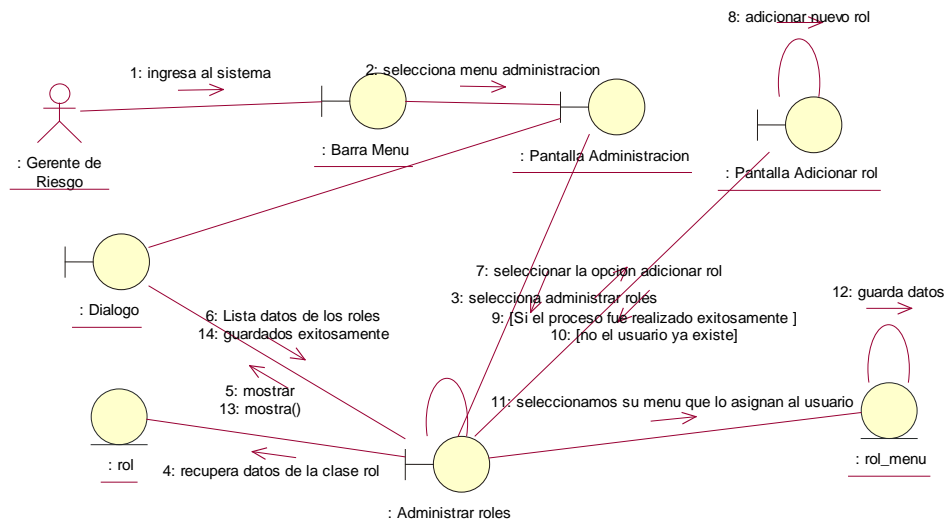 8: adicionar nuevo rol
1: ingresa al sistema
2: selecciona menu administracion
: Gerente de
Riesgo
: Barra Menu
: Pantalla Administracion
: Pantalla Adicionar rol
7: seleccionar la opcion adicionar rol
3: selecciona administrar roles
9: [Si el proceso fue realizado exitosamente ]
10: [no el usuario ya existe]
12: guarda datos
: Dialogo
6: Lista datos de los roles
14: guardados exitosamente
5: mostrar
13: mostra()
11: seleccionamos su menu que lo asignan al usuario
: rol
4: recupera datos de la clase rol
: rol_menu
: Administrar roles